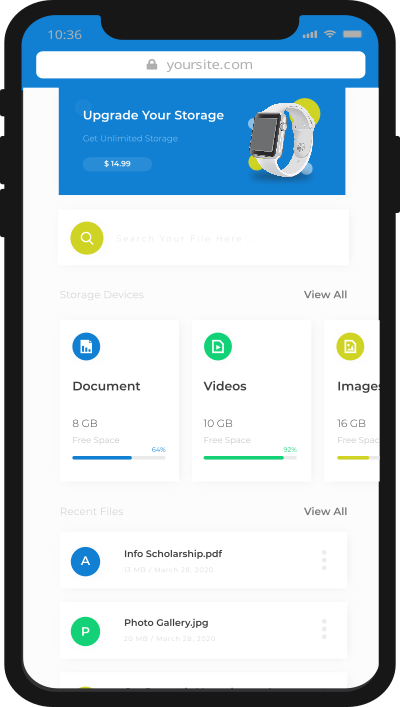 10:36
yoursite.com
Upgrade Your Storage
Get Unlimited Storage
$ 14.99
Search Your File Here ...
Storage Devices View All
Document Videos Images
8 GB 10 GB 16 GB
Free Space Free Space Free Spac
64% 92%
Recent Files View All
A Info Scholarship.pdf
13 MB / March 28, 2020
P Photo Gallery.jpg
20 MB / March 28, 2020